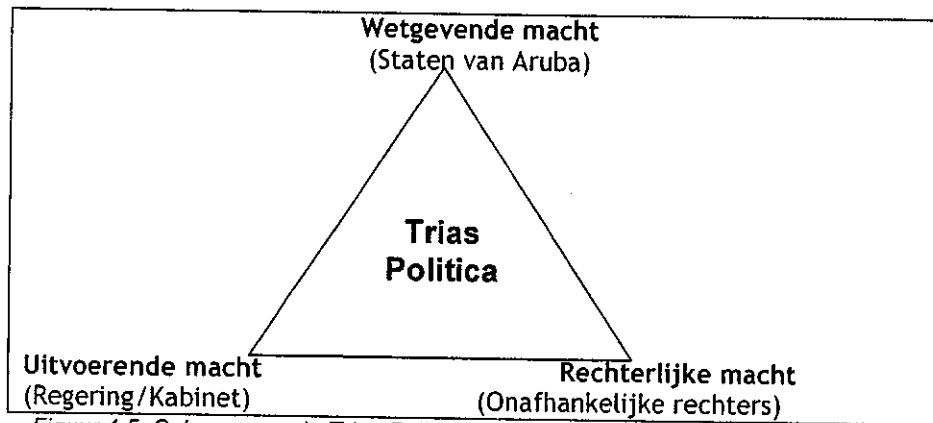 Wetgevende macht
(Staten van Aruba)
Trias
Politica
Uitvoerende macht
(Regering/Kabinet)
Rechterlijke macht
(Onafhankelijke rechters)